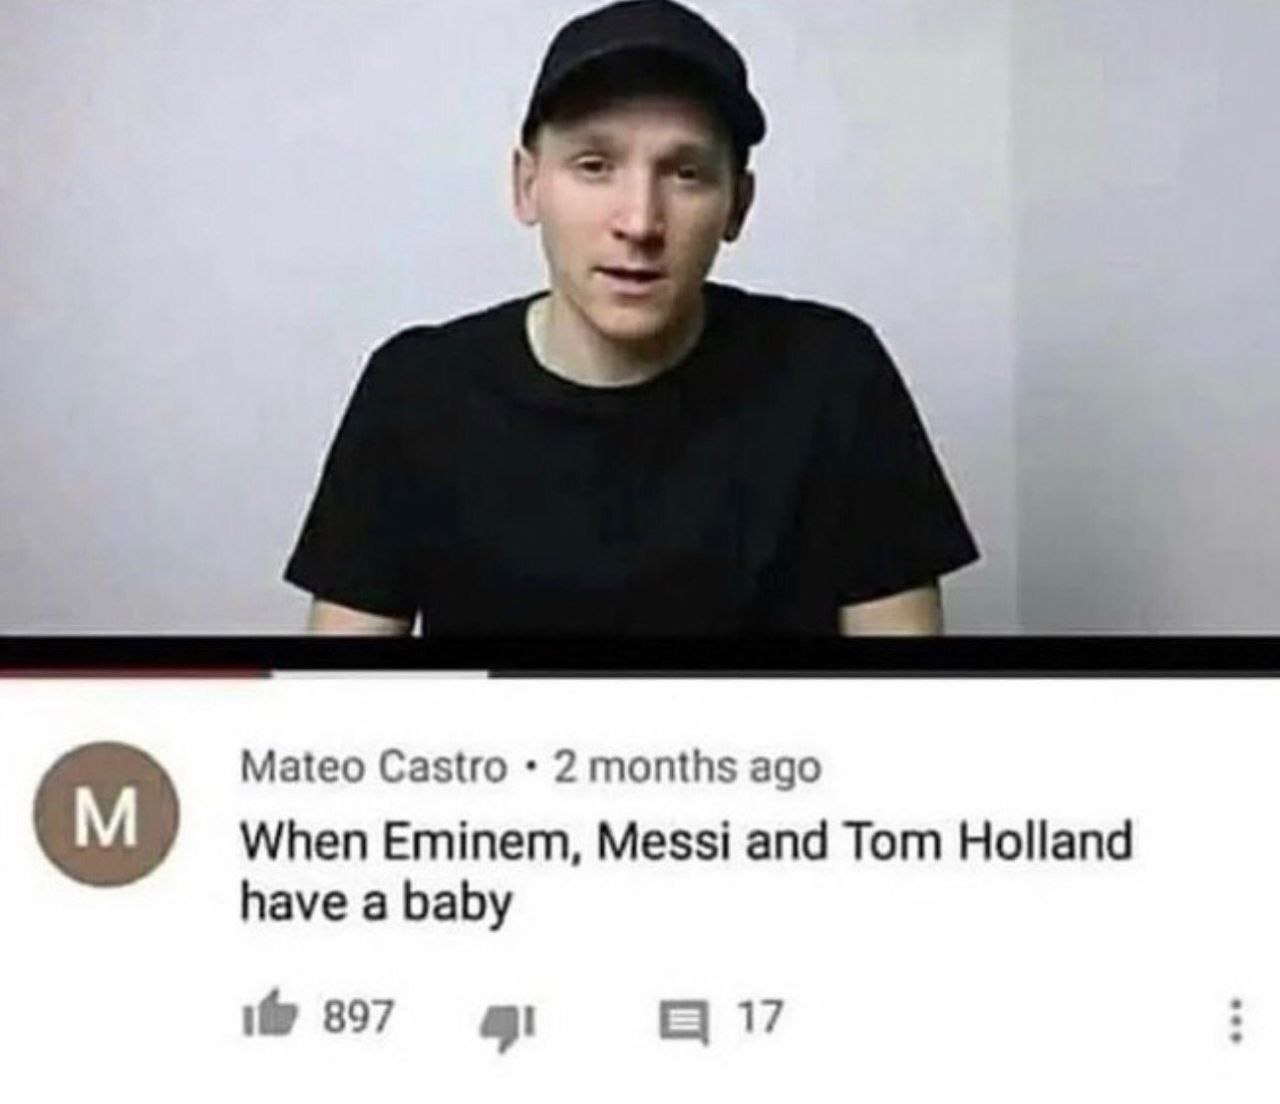 M
Mateo Castro • 2 months ago
When Eminem, Messi and Tom Holland
have a baby
897 17